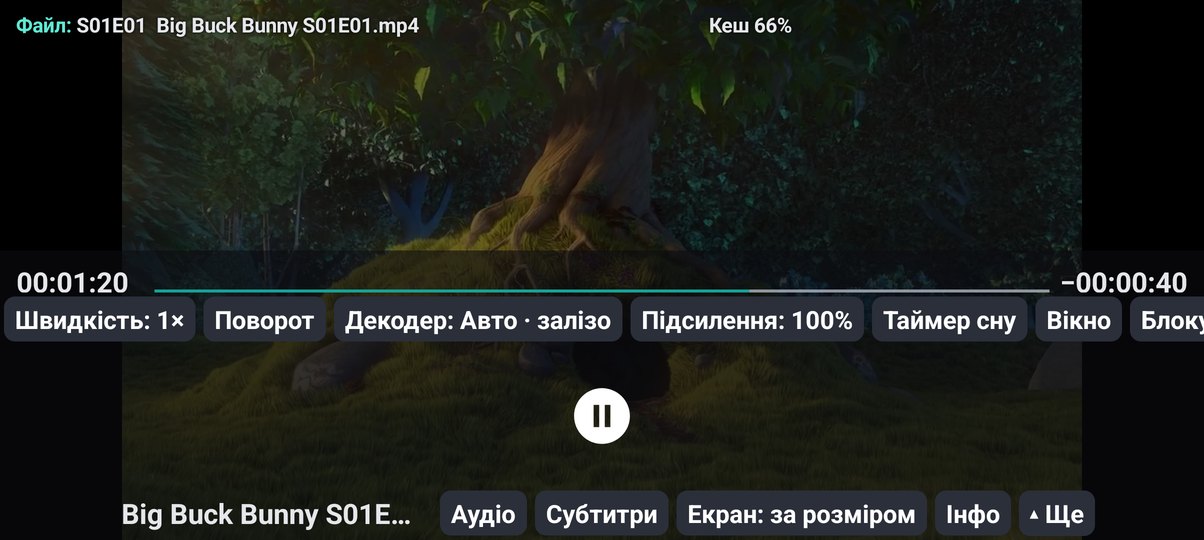 Файл: S01E01 Big Buck Bunny S01E01.mp4
Кеш 66%
00:01:20
−00:00:40
Швидкість: 1×
Поворот
Декодер: Авто · залізо
Підсилення: 100%
Таймер сну
Вікно
Блоку
Big Buck Bunny S01E...
Аудіо
Субтитри
Екран: за розміром
Інфо
▲ Ще